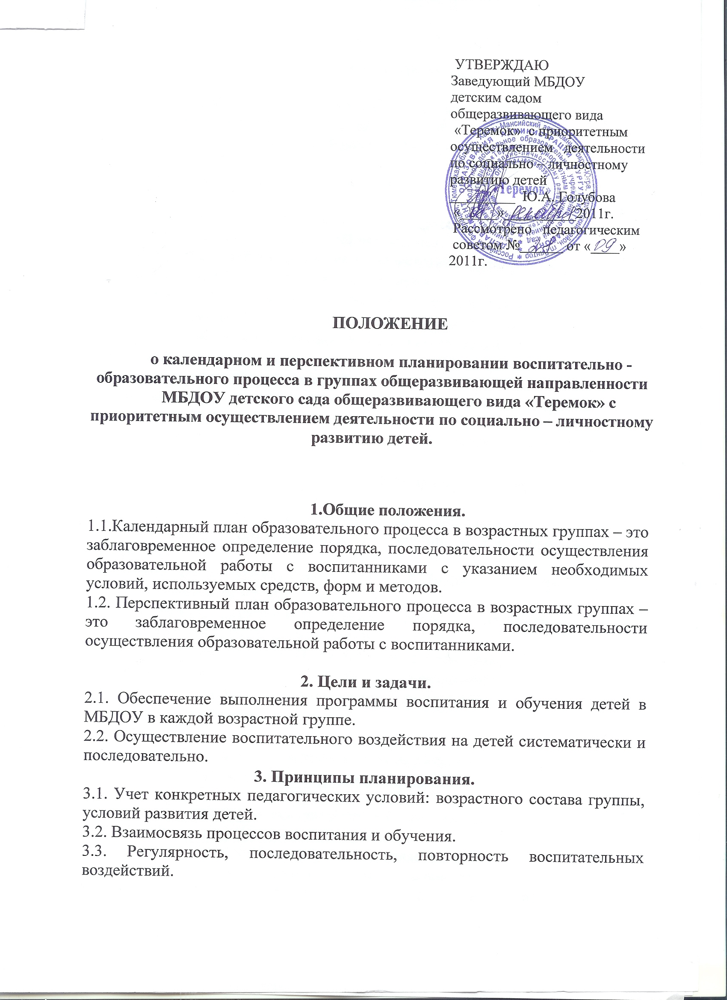 УТВЕРЖДАЮ
Заведующий МБДОУ
детским садом
общеразвивающего вида
«Теремок» с приоритетным
осуществлением деятельности
по социально – личностному
развитию детей
«Теремок»
Ю.А. Голубова
« » 2011г.
Рассмотрено педагогическим
советом № от «09»
2011г.
ПОЛОЖЕНИЕ
о календарном и перспективном планировании воспитательно -
образовательного процесса в группах общеразвивающей направленности
МБДОУ детского сада общеразвивающего вида «Теремок» с
приоритетным осуществлением деятельности по социально – личностному
развитию детей.
1.Общие положения.
1.1.Календарный план образовательного процесса в возрастных группах – это
заблаговременное определение порядка, последовательности осуществления
образовательной работы с воспитанниками с указанием необходимых
условий, используемых средств, форм и методов.
1.2. Перспективный план образовательного процесса в возрастных группах –
это заблаговременное определение порядка, последовательности
осуществления образовательной работы с воспитанниками.
2. Цели и задачи.
2.1. Обеспечение выполнения программы воспитания и обучения детей в
МБДОУ в каждой возрастной группе.
2.2. Осуществление воспитательного воздействия на детей систематически и
последовательно.
3. Принципы планирования.
3.1. Учет конкретных педагогических условий: возрастного состава группы,
условий развития детей.
3.2. Взаимосвязь процессов воспитания и обучения.
3.3. Регулярность, последовательность, повторность воспитательных
воздействий.